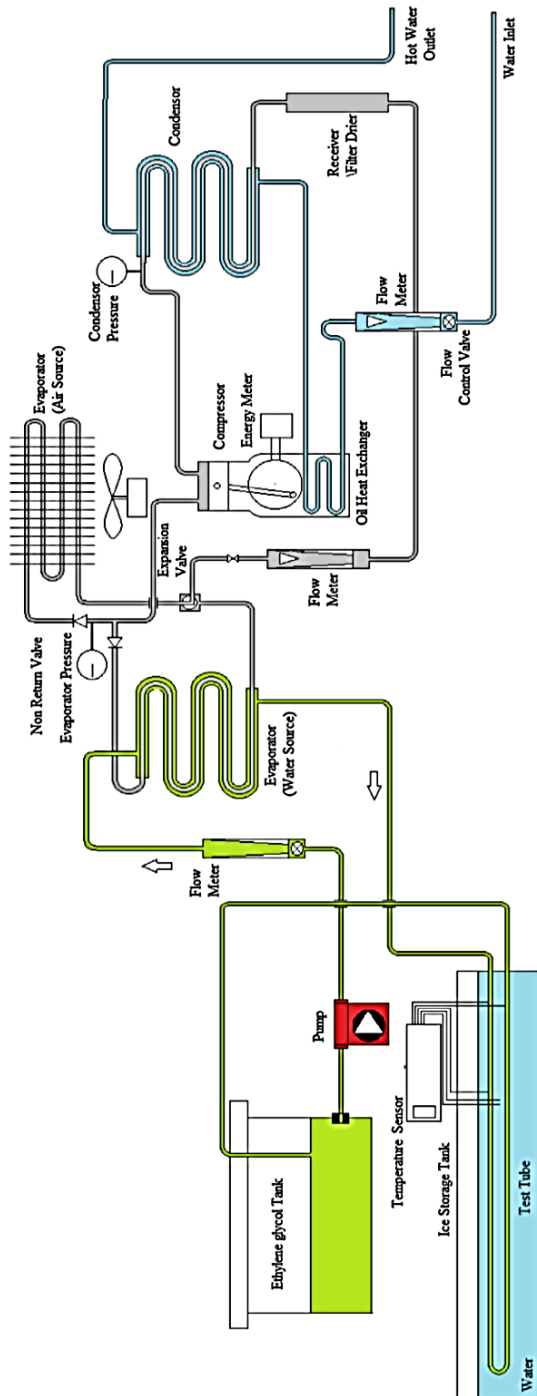 Hot Water
Outlet
Water Inlet
Condensor
Receiver
\Filter Drier
Condensor
Pressure
Flow
Meter
Flow
Control Valve
Evaporator
(Air Source)
Compressor
Energy Meter
Oil Heat Exchanger
Expansion
Valve
Flow
Meter
Non Return Valve
Evaporator Pressure
Evaporator
(Water Source)
Flow
Meter
Pump
Ethylene glycol Tank
Temperature Sensor
Ice Storage Tank
Test Tube
Water